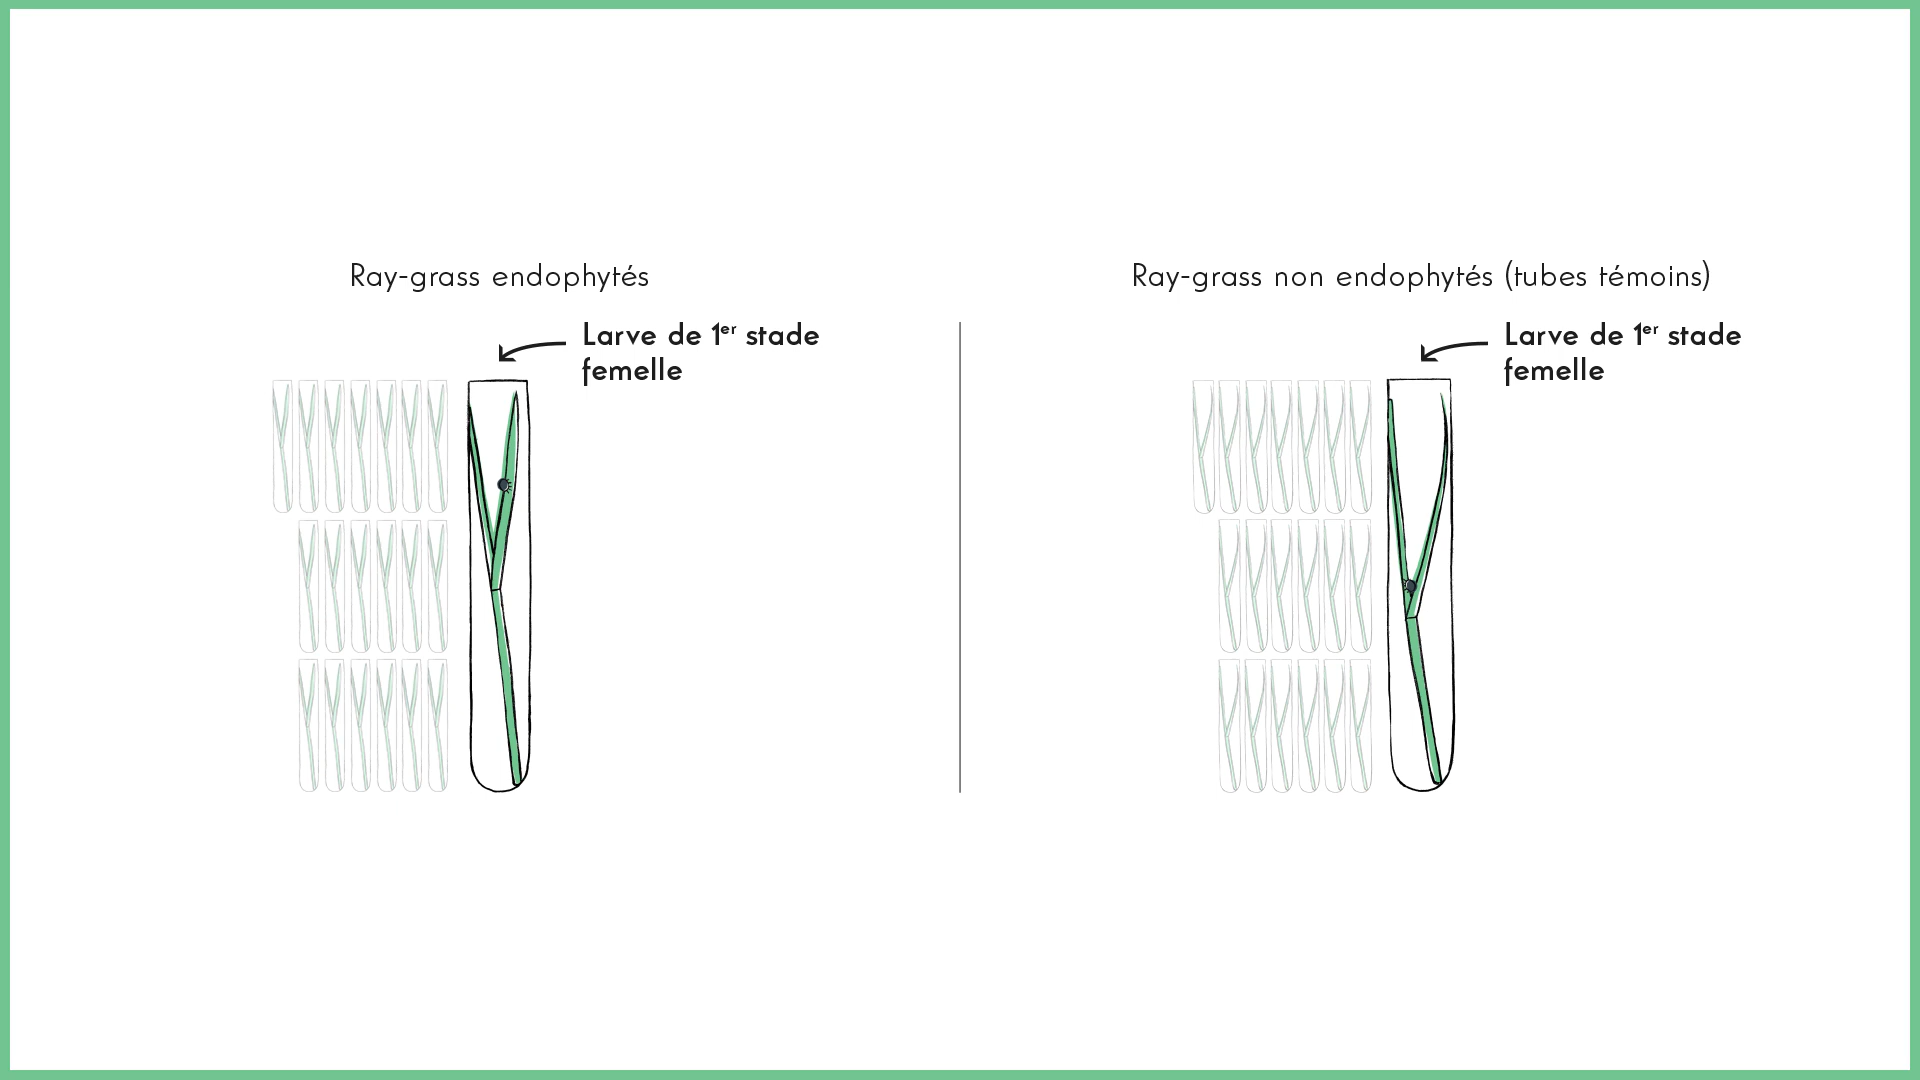 Ray-grass endophytés
Larve de 1er stade
femelle
Ray-grass non endophytés (tubes témoins)
Larve de 1er stade
femelle